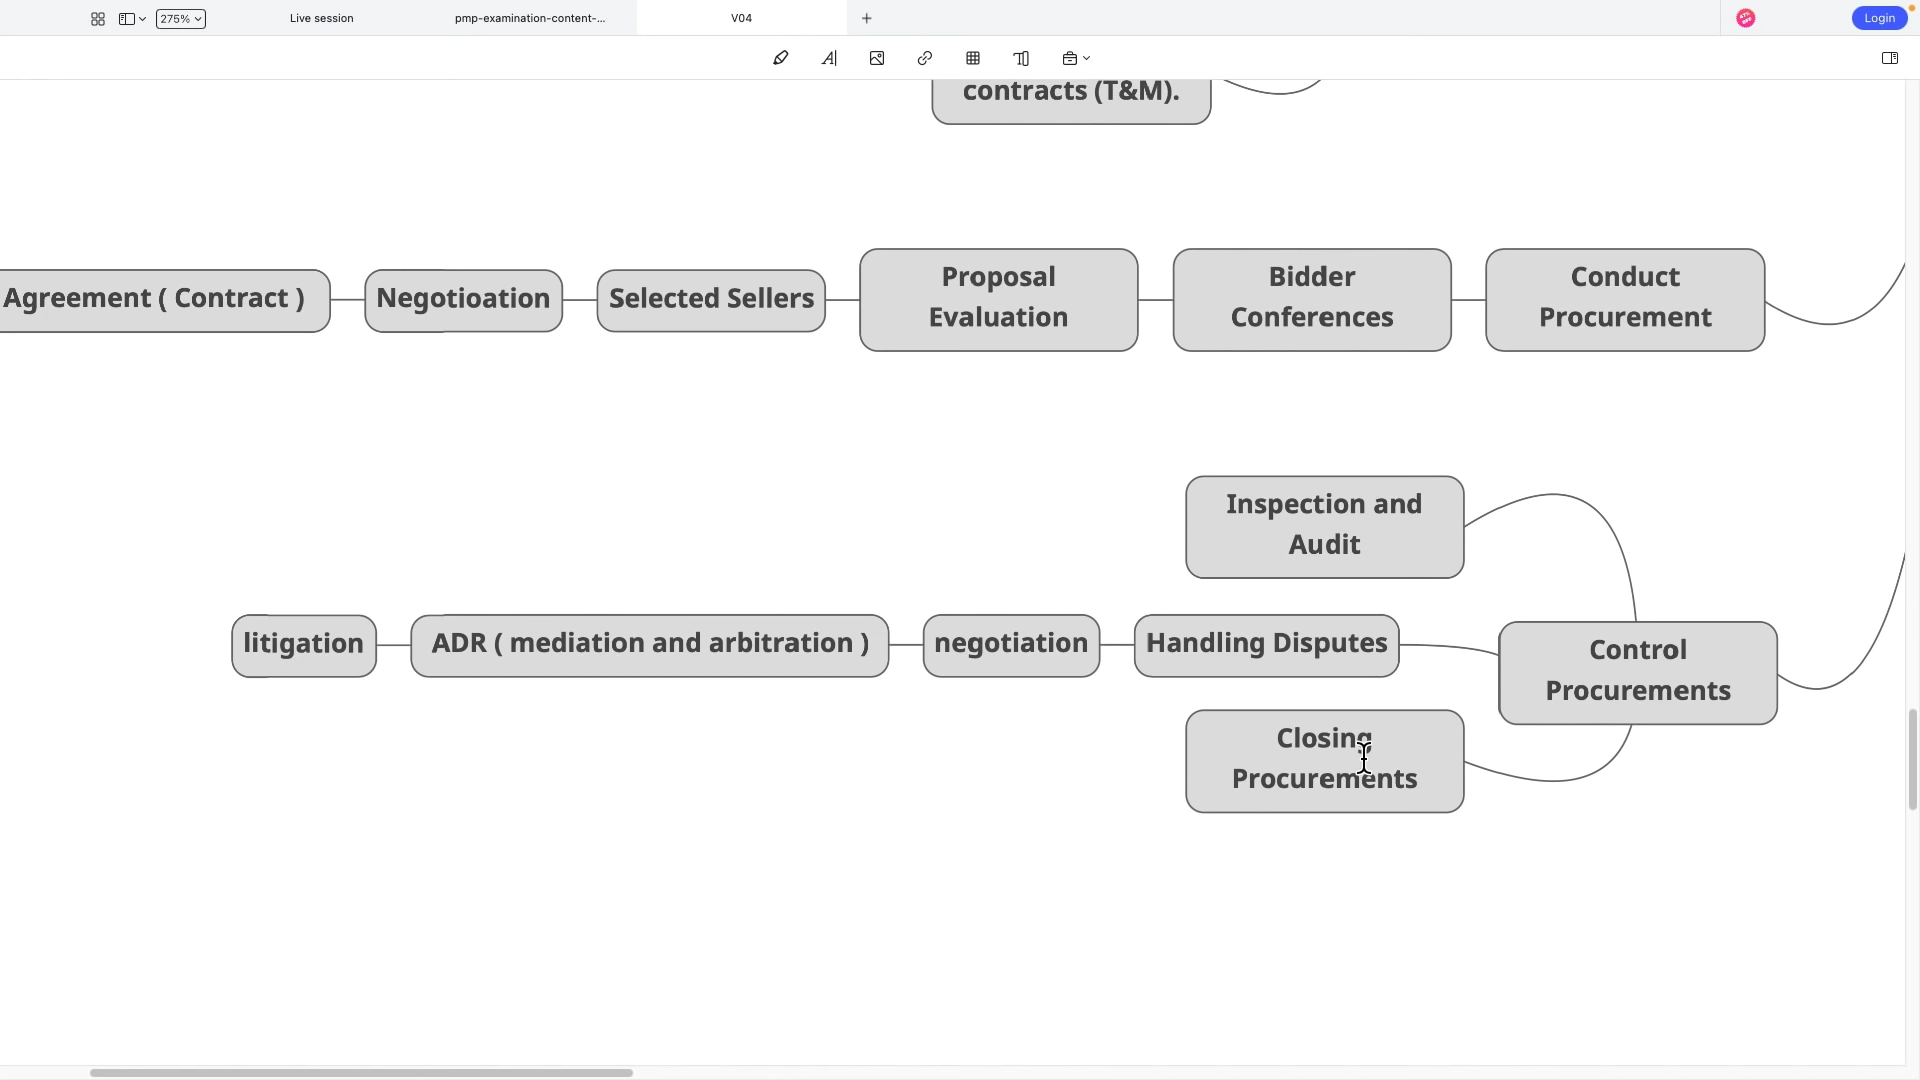 275%
Live session
pmp-examination-content-...
V04
Login
contracts (T&M).
Agreement ( Contract )
Negotioation
Selected Sellers
Proposal
Evaluation
Bidder
Conferences
Conduct
Procurement
Inspection and
Audit
litigation
ADR ( mediation and arbitration )
negotiation
Handling Disputes
Control
Procurements
Closing
Procurements